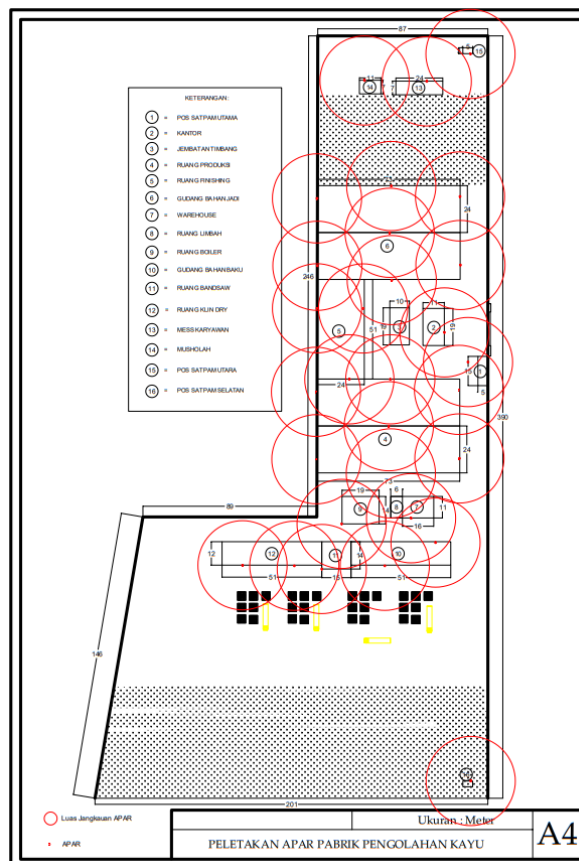 KETERANGAN :
1 = POS SATPAM UTAMA
2 = KANTOR
3 = JEMBATAN TIMBANG
4 = RUANG PRODUKSI
5 = RUANG FINISHING
6 = GUDANG BAHAN JADI
7 = WAREHOUSE
8 = RUANG LIMBAH
9 = RUANG BOILER
10 = GUDANG BAHAN BAKU
11 = RUANG BANDSAW
12 = RUANG KLIN DRY
13 = MESS KARYAWAN
14 = MUSHOLAH
15 = POS SATPAM UTARA
16 = POS SATPAM SELATAN
87
15
24
14
7
13
24
6
246
10
11
19
3
2
19
5
51
1
5
24
4
24
73
390
89
19
6
9
8
7
11
4
16
12
12
11
14
10
51
15
51
146
16
201
Luas Jangkauan APAR
APAR
Ukuran : Meter
PELETAKAN APAR PABRIK PENGOLAHAN KAYU
A4